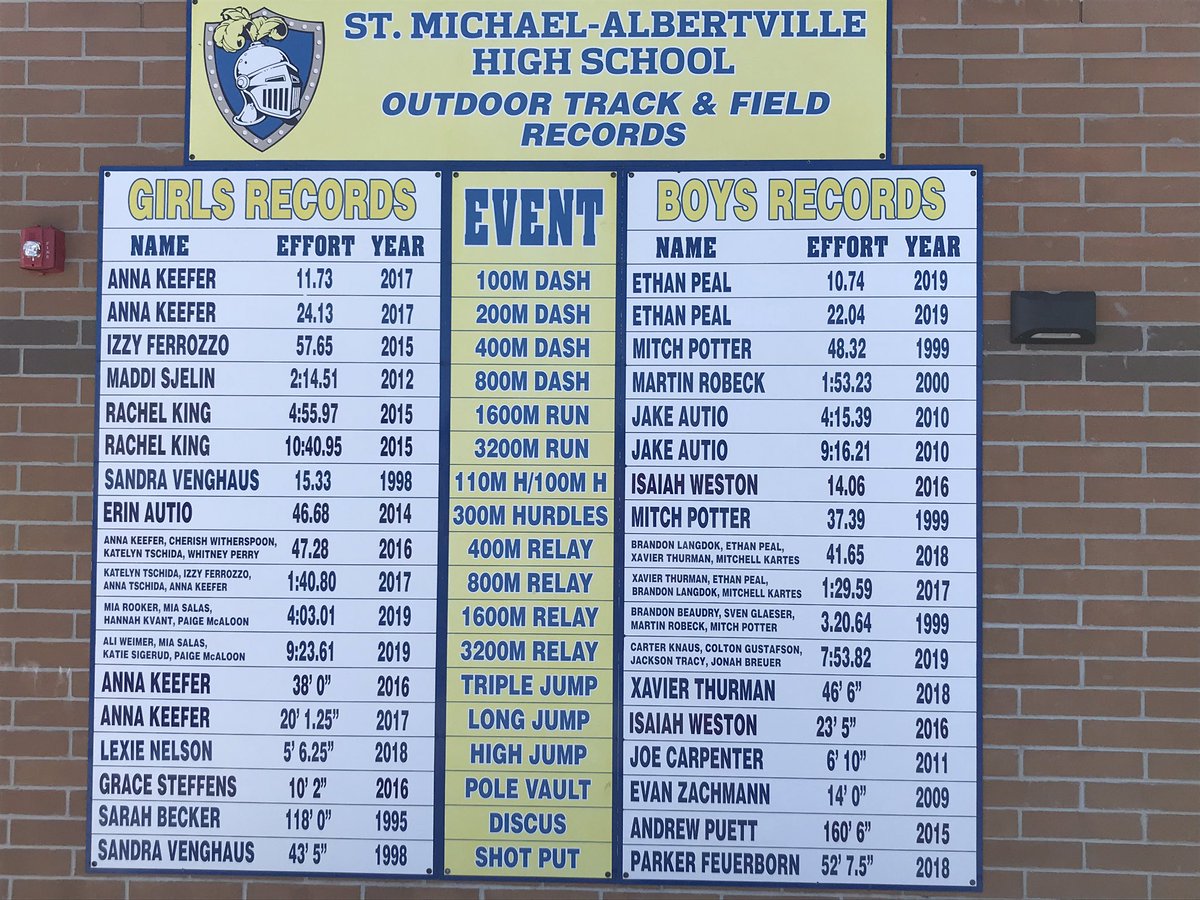 ST. MICHAEL-ALBERTVILLE
HIGH SCHOOL
OUTDOOR TRACK & FIELD
RECORDS
GIRLS RECORDS EVENT BOYS RECORDS
NAME EFFORT YEAR NAME EFFORT YEAR
ANNA KEEFER 11.73 2017 100M DASH ETHAN PEAL 10.74 2019
ANNA KEEFER 24.13 2017 200M DASH ETHAN PEAL 22.04 2019
IZZY FERROZZO 57.65 2015 400M DASH MITCH POTTER 48.32 1999
MADDI SJELIN 2:14.51 2012 800M DASH MARTIN ROBECK 1:53.23 2000
RACHEL KING 4:55.97 2015 1600M RUN JAKE AUTIO 4:15.39 2010
RACHEL KING 10:40.95 2015 3200M RUN JAKE AUTIO 9:16.21 2010
SANDRA VENGHAUS 15.33 1998 110M H/100M H ISAIAH WESTON 14.06 2016
ERIN AUTIO 46.68 2014 300M HURDLES MITCH POTTER 37.39 1999
ANNA KEEFER, CHERISH WITHERSPOON,
KATELYN TSCHIDA, WHITNEY PERRY 47.28 2016 400M RELAY BRANDON LANGDOK, ETHAN PEAL,
XAVIER THURMAN, MITCHELL KARTES 41.65 2018
KATELYN TSCHIDA, IZZY FERROZZO,
ANNA TSCHIDA, ANNA KEEFER 1:40.80 2017 800M RELAY XAVIER THURMAN, ETHAN PEAL,
BRANDON LANGDOK, MITCHELL KARTES 1:29.59 2017
MIA ROOKER, MIA SALAS,
HANNAH KVANT, PAIGE McALOON 4:03.01 2019 1600M RELAY BRANDON BEAUDRY, SVEN GLAESER,
MARTIN ROBECK, MITCH POTTER 3.20.64 1999
ALI WEIMER, MIA SALAS,
KATIE SIGERUD, PAIGE McALOON 9:23.61 2019 3200M RELAY CARTER KNAUS, COLTON GUSTAFSON,
JACKSON TRACY, JONAH BREUER 7:53.82 2019
ANNA KEEFER 38' 0" 2016 TRIPLE JUMP XAVIER THURMAN 46' 6" 2018
ANNA KEEFER 20' 1.25" 2017 LONG JUMP ISAIAH WESTON 23' 5" 2016
LEXIE NELSON 5' 6.25" 2018 HIGH JUMP JOE CARPENTER 6' 10" 2011
GRACE STEFFENS 10' 2" 2016 POLE VAULT EVAN ZACHMANN 14' 0" 2009
SARAH BECKER 118' 0" 1995 DISCUS ANDREW PUETT 160' 6" 2015
SANDRA VENGHAUS 43' 5" 1998 SHOT PUT PARKER FEUERBORN 52' 7.5" 2018
FIRE